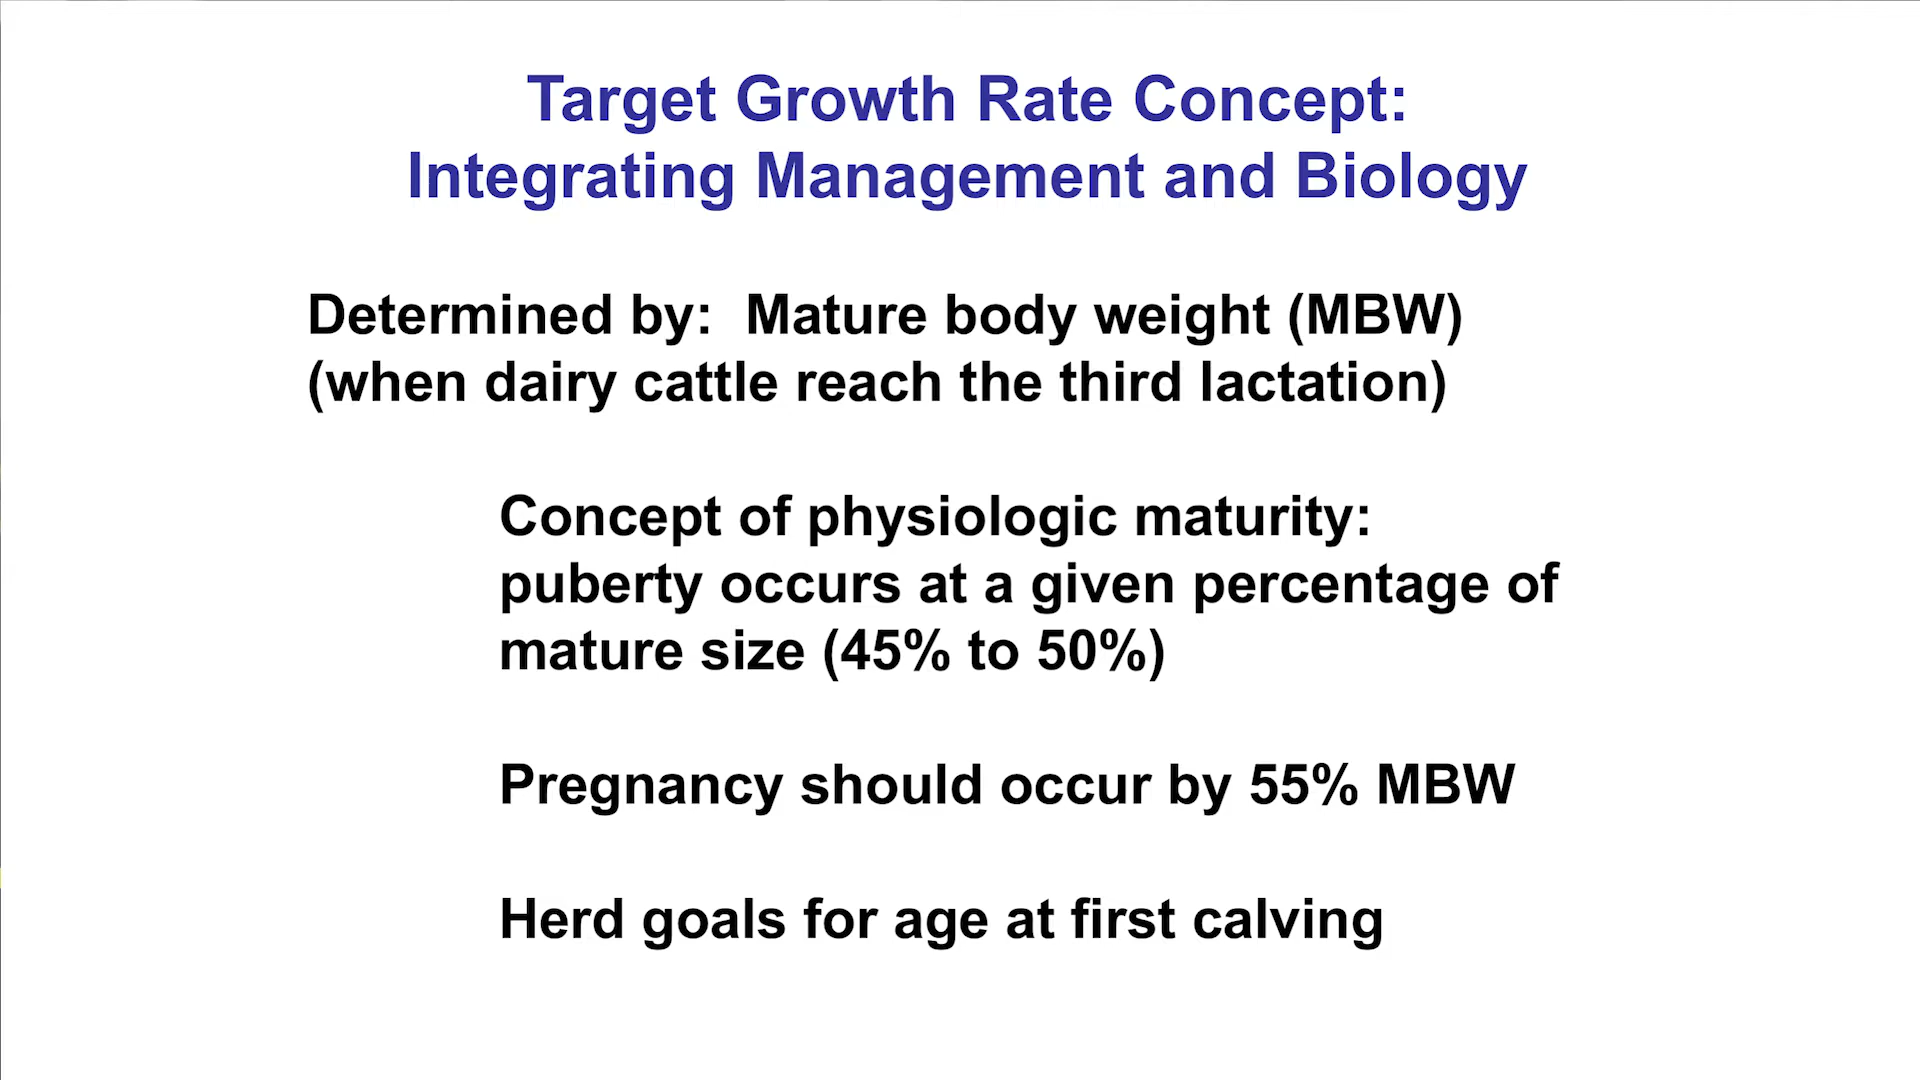 Target Growth Rate Concept:
Integrating Management and Biology
Determined by:  Mature body weight (MBW)
(when dairy cattle reach the third lactation)
Concept of physiologic maturity:
puberty occurs at a given percentage of
mature size (45% to 50%)
Pregnancy should occur by 55% MBW
Herd goals for age at first calving